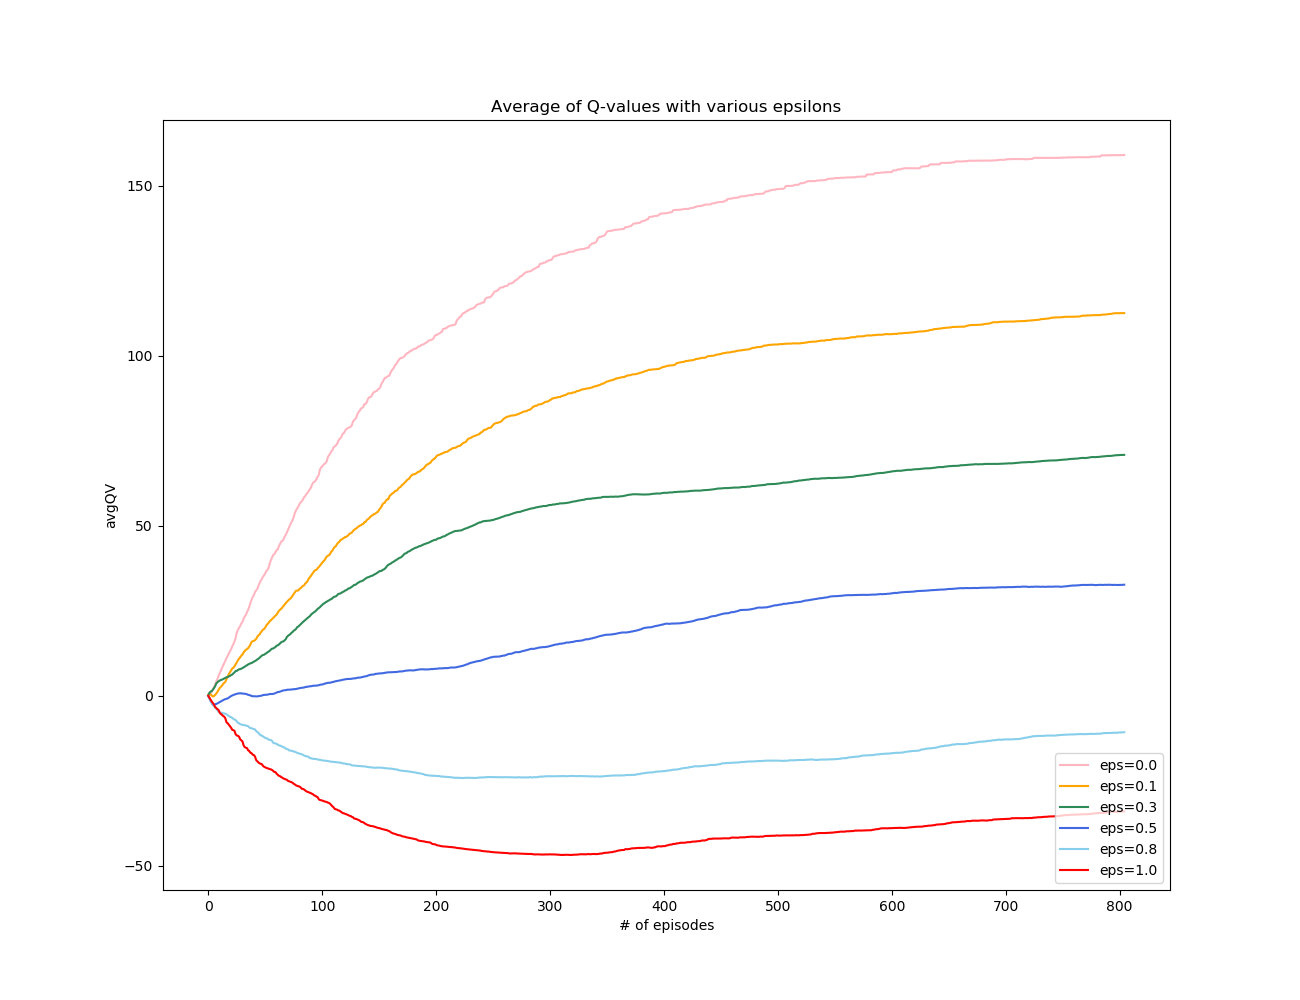 Average of Q-values with various epsilons
avgQV
150
100
50
0
−50
0 100 200 300 400 500 600 700 800
# of episodes
eps=0.0
eps=0.1
eps=0.3
eps=0.5
eps=0.8
eps=1.0